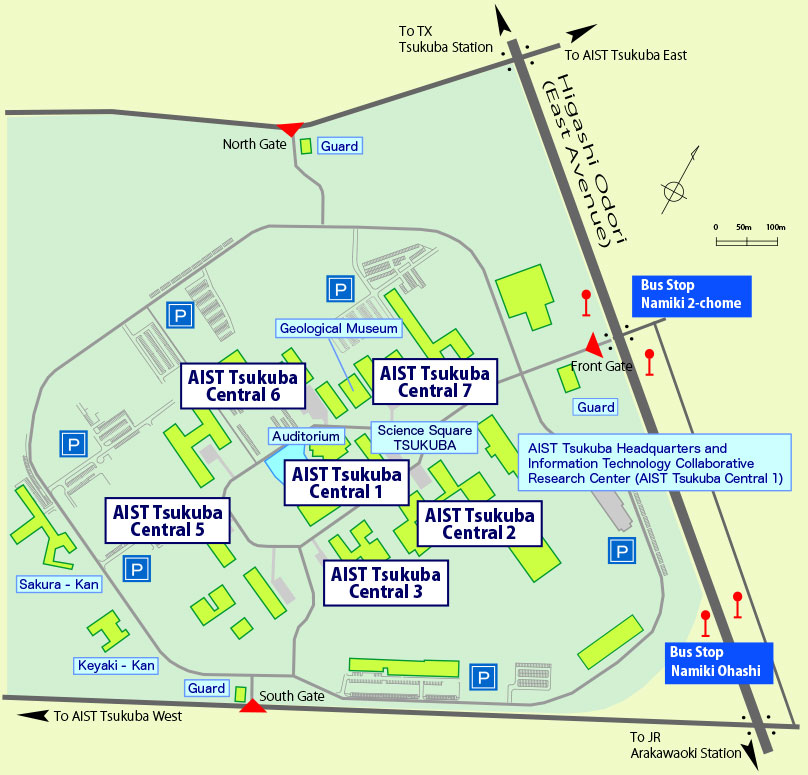 To TX
Tsukuba Station
To AIST Tsukuba East
Higashi Odori
(East Avenue)
North Gate
Guard
0 50m 100m
Bus Stop
Namiki 2-chome
P
P
Geological Museum
Front Gate
AIST Tsukuba
Central 6
AIST Tsukuba
Central 7
Guard
P
Auditorium
Science Square
TSUKUBA
AIST Tsukuba Headquarters and
Information Technology Collaborative
Research Center (AIST Tsukuba Central 1)
AIST Tsukuba
Central 1
AIST Tsukuba
Central 5
AIST Tsukuba
Central 2
P
P
AIST Tsukuba
Central 3
Sakura - Kan
Keyaki - Kan
Bus Stop
Namiki Ohashi
P
Guard
South Gate
To AIST Tsukuba West
To JR
Arakawaoki Station